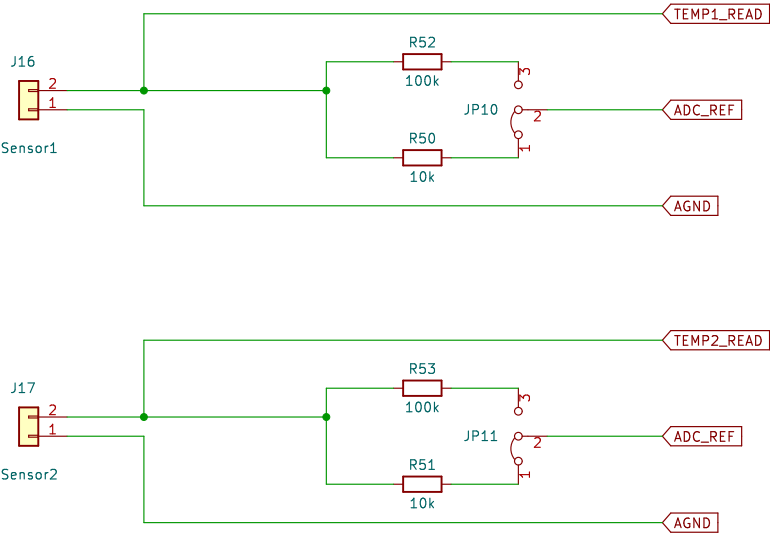 TEMP1_READ
R52
J16
3
100k
2
JP10
ADC_REF
1
2
R50
Sensor1
1
10k
AGND
TEMP2_READ
R53
J17
3
100k
2
JP11
ADC_REF
1
2
R51
Sensor2
1
10k
AGND